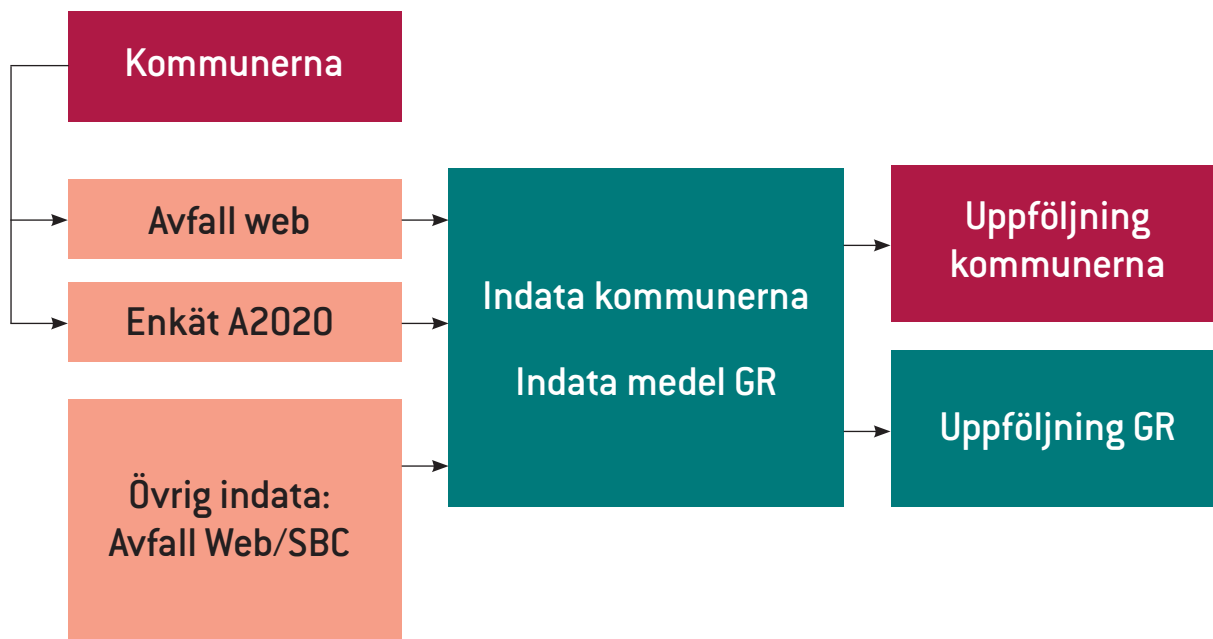 Kommunerna
Avfall web
Enkät A2020
Övrig indata:
Avfall Web/SBC
Indata kommunerna
Indata medel GR
Uppföljning
kommunerna
Uppföljning GR